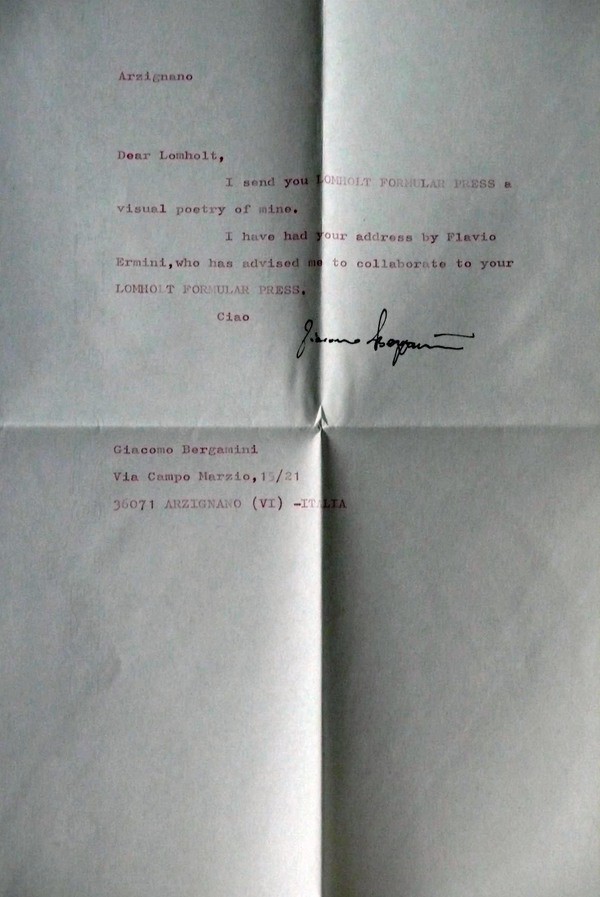 Arzignano
Dear Lomholt,
I send you LOMHOLT FORMULAR PRESS a
visual poetry of mine.
I have had your address by Flavio
Ermini,who has advised me to collaborate to your
LOMHOLT FORMULAR PRESS.
Ciao
Giacomo Bergamini
Giacomo Bergamini
Via Campo Marzio,15/21
36071 ARZIGNANO (VI) -ITALIA